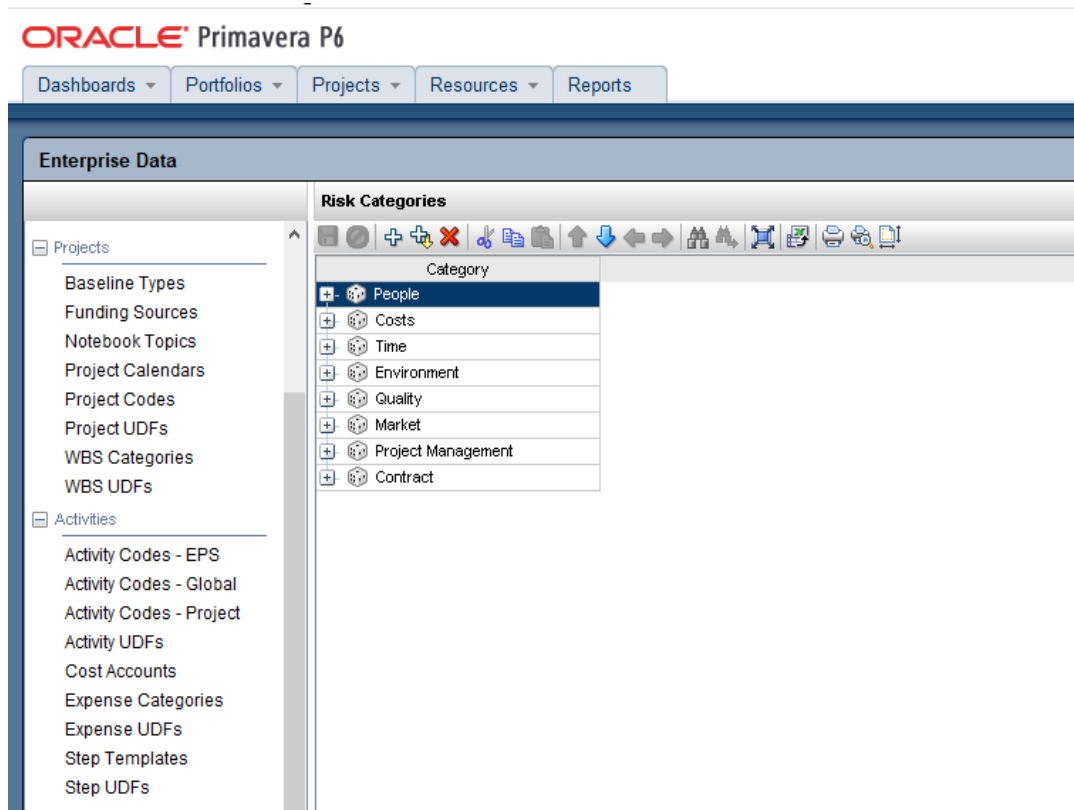 ORACLE Primavera P6
Dashboards Portfolios Projects Resources Reports
Enterprise Data
Risk Categories
Projects
Baseline Types
Funding Sources
Notebook Topics
Project Calendars
Project Codes
Project UDFs
WBS Categories
WBS UDFs
Activities
Activity Codes - EPS
Activity Codes - Global
Activity Codes - Project
Activity UDFs
Cost Accounts
Expense Categories
Expense UDFs
Step Templates
Step UDFs
Category
People
Costs
Time
Environment
Quality
Market
Project Management
Contract